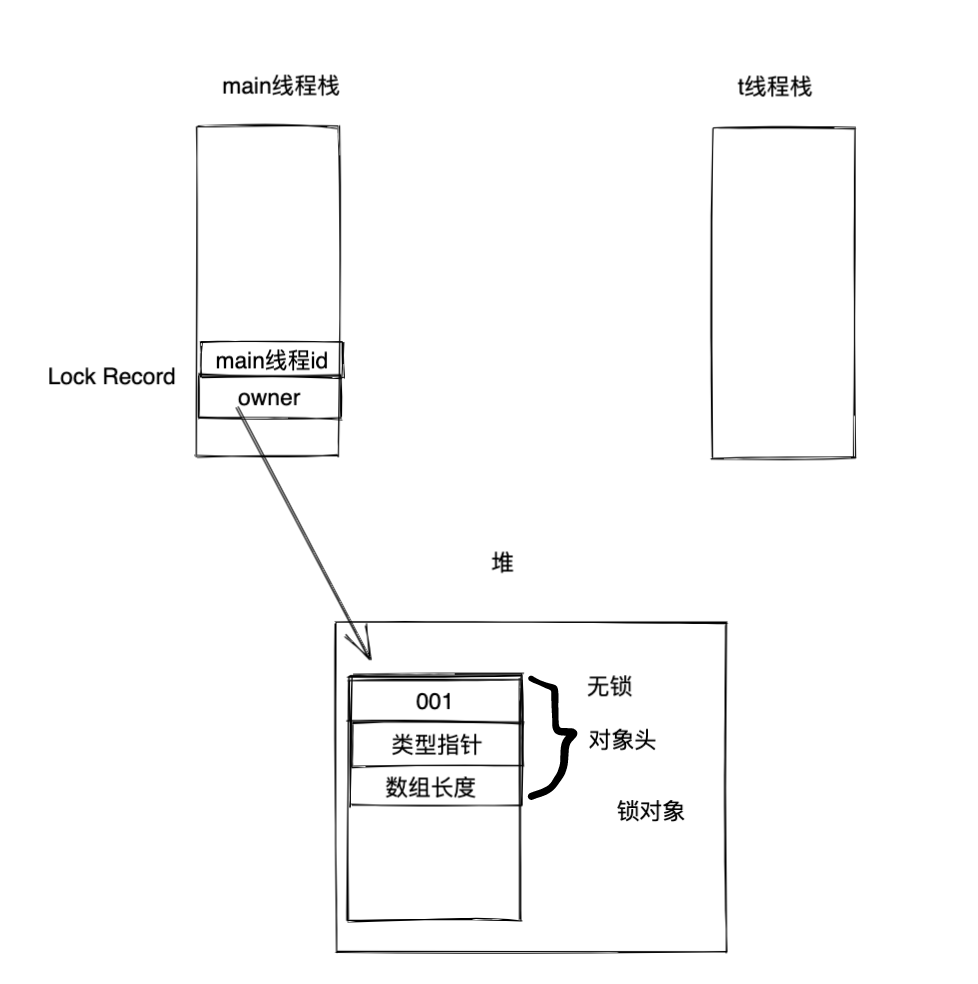 main线程栈
t线程栈
main线程id
Lock Record
owner
堆
001
无锁
类型指针
对象头
数组长度
锁对象